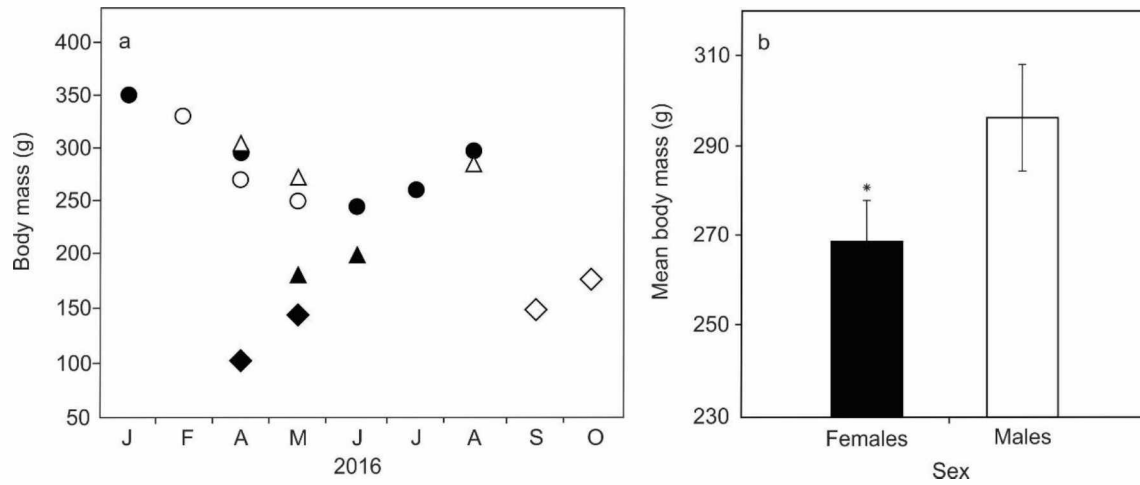 a
400
350
300
250
200
150
100
50
Body mass (g)
J F A M J J A S O
2016
b
310
290
270
250
230
Mean body mass (g)
*
Females Males
Sex